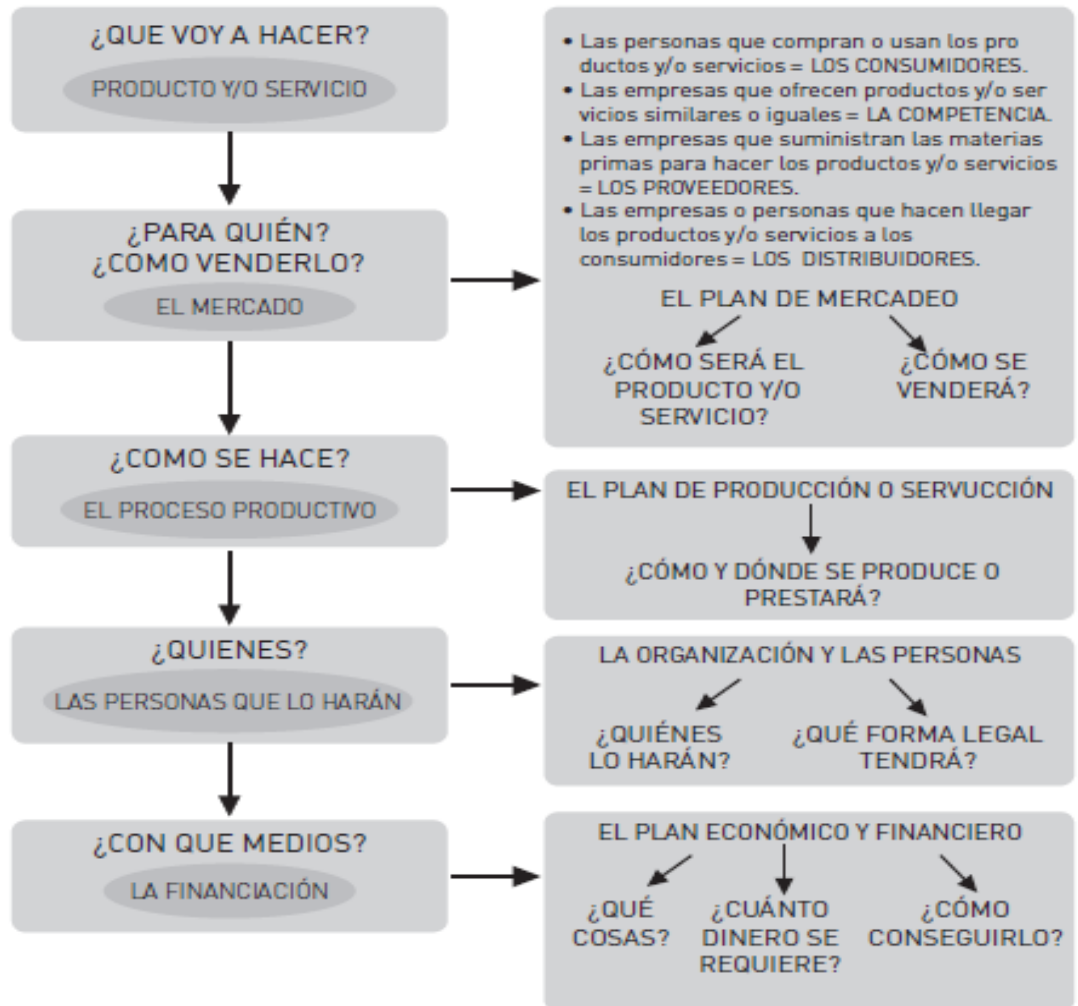 ¿QUE VOY A HACER?
PRODUCTO Y/O SERVICIO
¿PARA QUIÉN?
¿COMO VENDERLO?
EL MERCADO
• Las personas que compran o usan los pro
ductos y/o servicios = LOS CONSUMIDORES.
• Las empresas que ofrecen productos y/o ser
vicios similares o iguales = LA COMPETENCIA.
• Las empresas que suministran las materias
primas para hacer los productos y/o servicios
= LOS PROVEEDORES.
• Las empresas o personas que hacen llegar
los productos y/o servicios a los
consumidores = LOS DISTRIBUIDORES.
EL PLAN DE MERCADEO
¿CÓMO SERÁ EL
PRODUCTO Y/O
SERVICIO?
¿CÓMO SE
VENDERÁ?
¿COMO SE HACE?
EL PROCESO PRODUCTIVO
EL PLAN DE PRODUCCIÓN O SERVUCCIÓN
¿CÓMO Y DÓNDE SE PRODUCE O
PRESTARÁ?
¿QUIENES?
LAS PERSONAS QUE LO HARÁN
LA ORGANIZACIÓN Y LAS PERSONAS
¿QUIÉNES
LO HARÁN?
¿QUÉ FORMA LEGAL
TENDRÁ?
¿CON QUE MEDIOS?
LA FINANCIACIÓN
EL PLAN ECONÓMICO Y FINANCIERO
¿QUÉ
COSAS?
¿CUÁNTO
DINERO SE
REQUIERE?
¿CÓMO
CONSEGUIRLO?